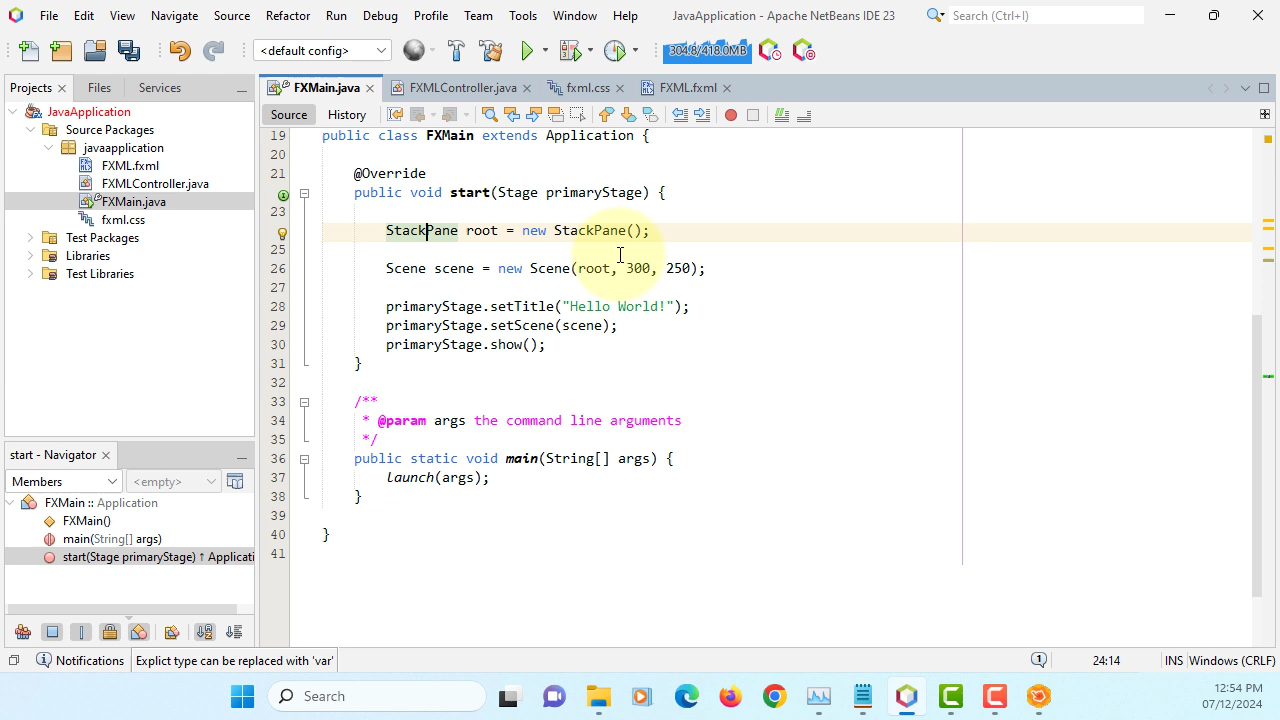 File Edit View Navigate Source Refactor Run Debug Profile Team Tools Window Help JavaApplication - Apache NetBeans IDE 23 Search (Ctrl+I)
<default config> 304.8/418.0MB
Projects Files Services
FXMain.java FXMLController.java fxml.css FXML.fxml
Source History
JavaApplication
Source Packages
javaapplication
FXML.fxml
FXMLController.java
FXMain.java
fxml.css
Test Packages
Libraries
Test Libraries
19 public class FXMain extends Application {
20
21 @Override
public void start(Stage primaryStage) {
23
StackPane root = new StackPane();
25
26 Scene scene = new Scene(root, 300, 250);
27
28 primaryStage.setTitle("Hello World!");
29 primaryStage.setScene(scene);
30 primaryStage.show();
31 }
32
33 /**
34 * @param args the command line arguments
35 */
36 public static void main(String[] args) {
37 launch(args);
38 }
39
40 }
41
start - Navigator
Members <empty>
FXMain :: Application
FXMain()
main(String[] args)
start(Stage primaryStage) ↑ Applicati
Notifications Explict type can be replaced with 'var' 1 24:14 INS Windows (CRLF)
Search
12:54 PM
07/12/2024